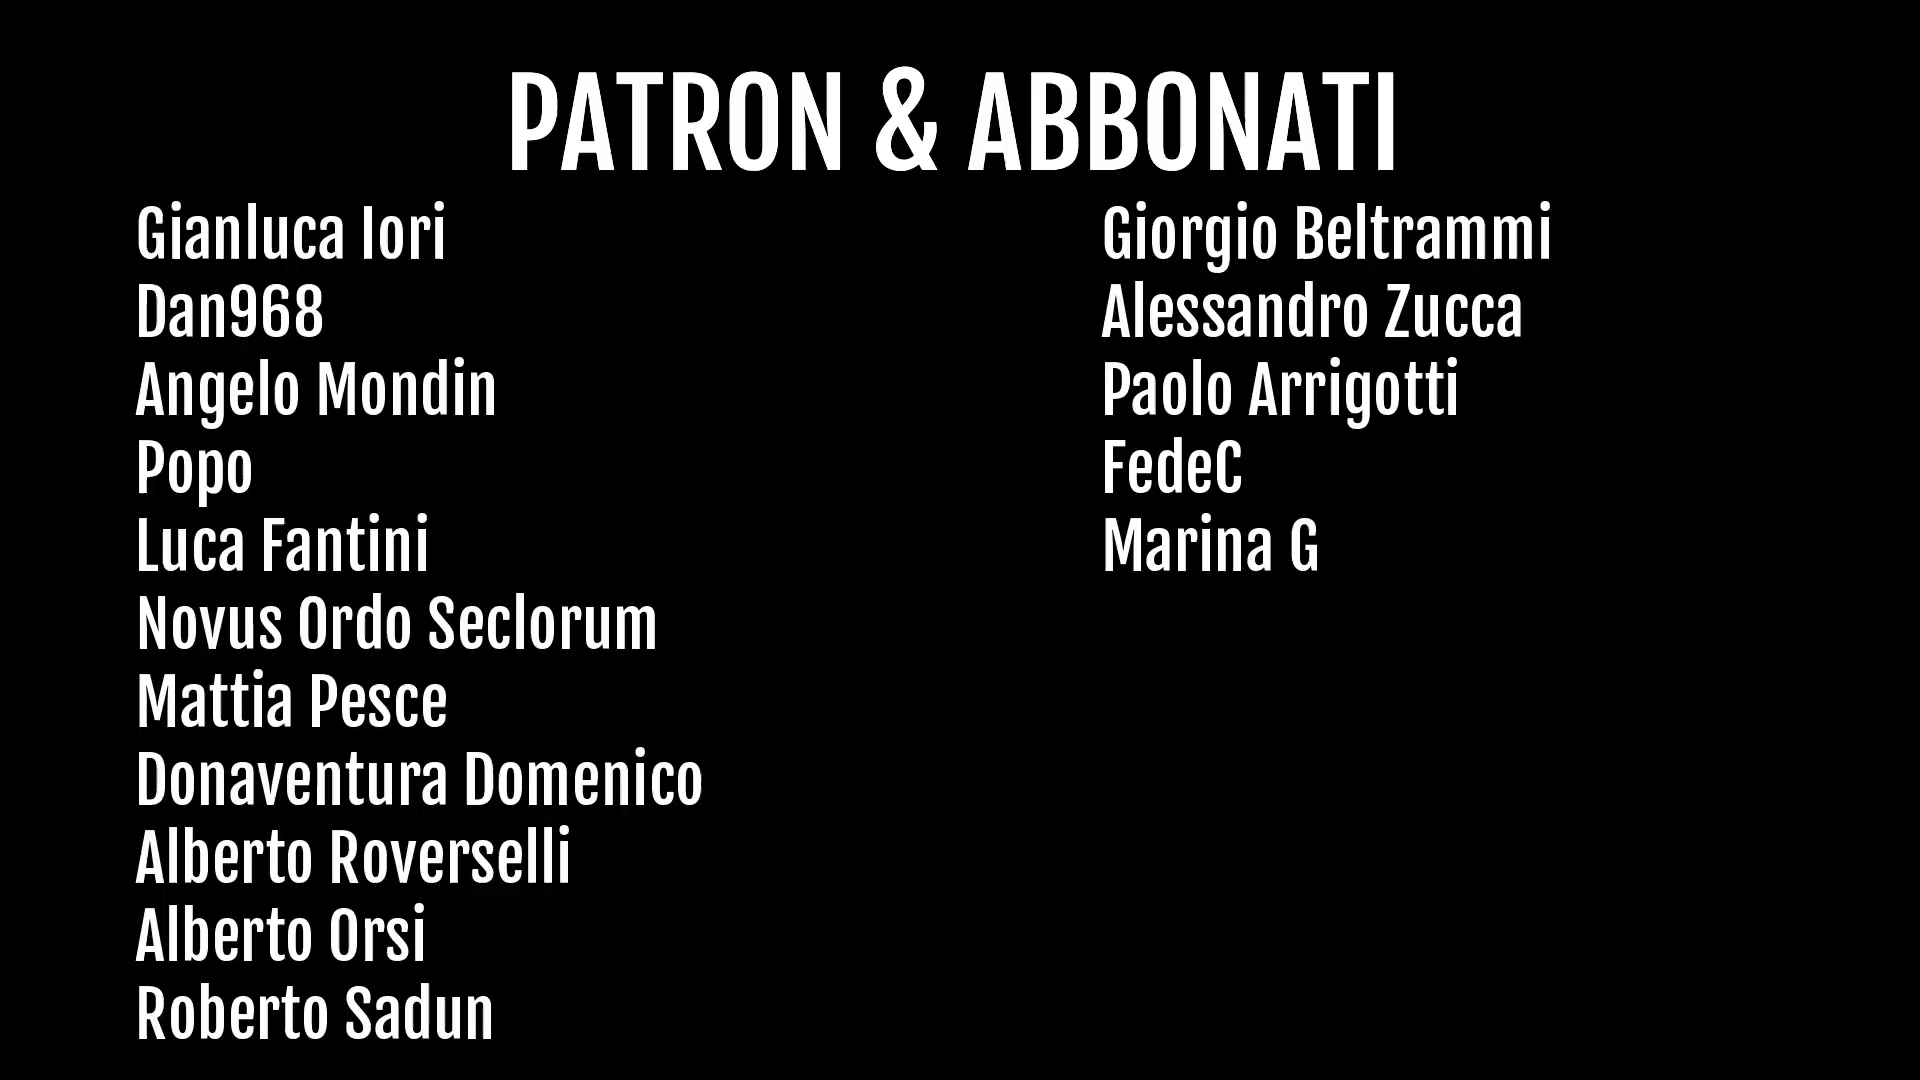 PATRON & ABBONATI
Gianluca Iori
Dan968
Angelo Mondin
Popo
Luca Fantini
Novus Ordo Seclorum
Mattia Pesce
Donaventura Domenico
Alberto Roverselli
Alberto Orsi
Roberto Sadun
Giorgio Beltrammi
Alessandro Zucca
Paolo Arrigotti
FedeC
Marina G